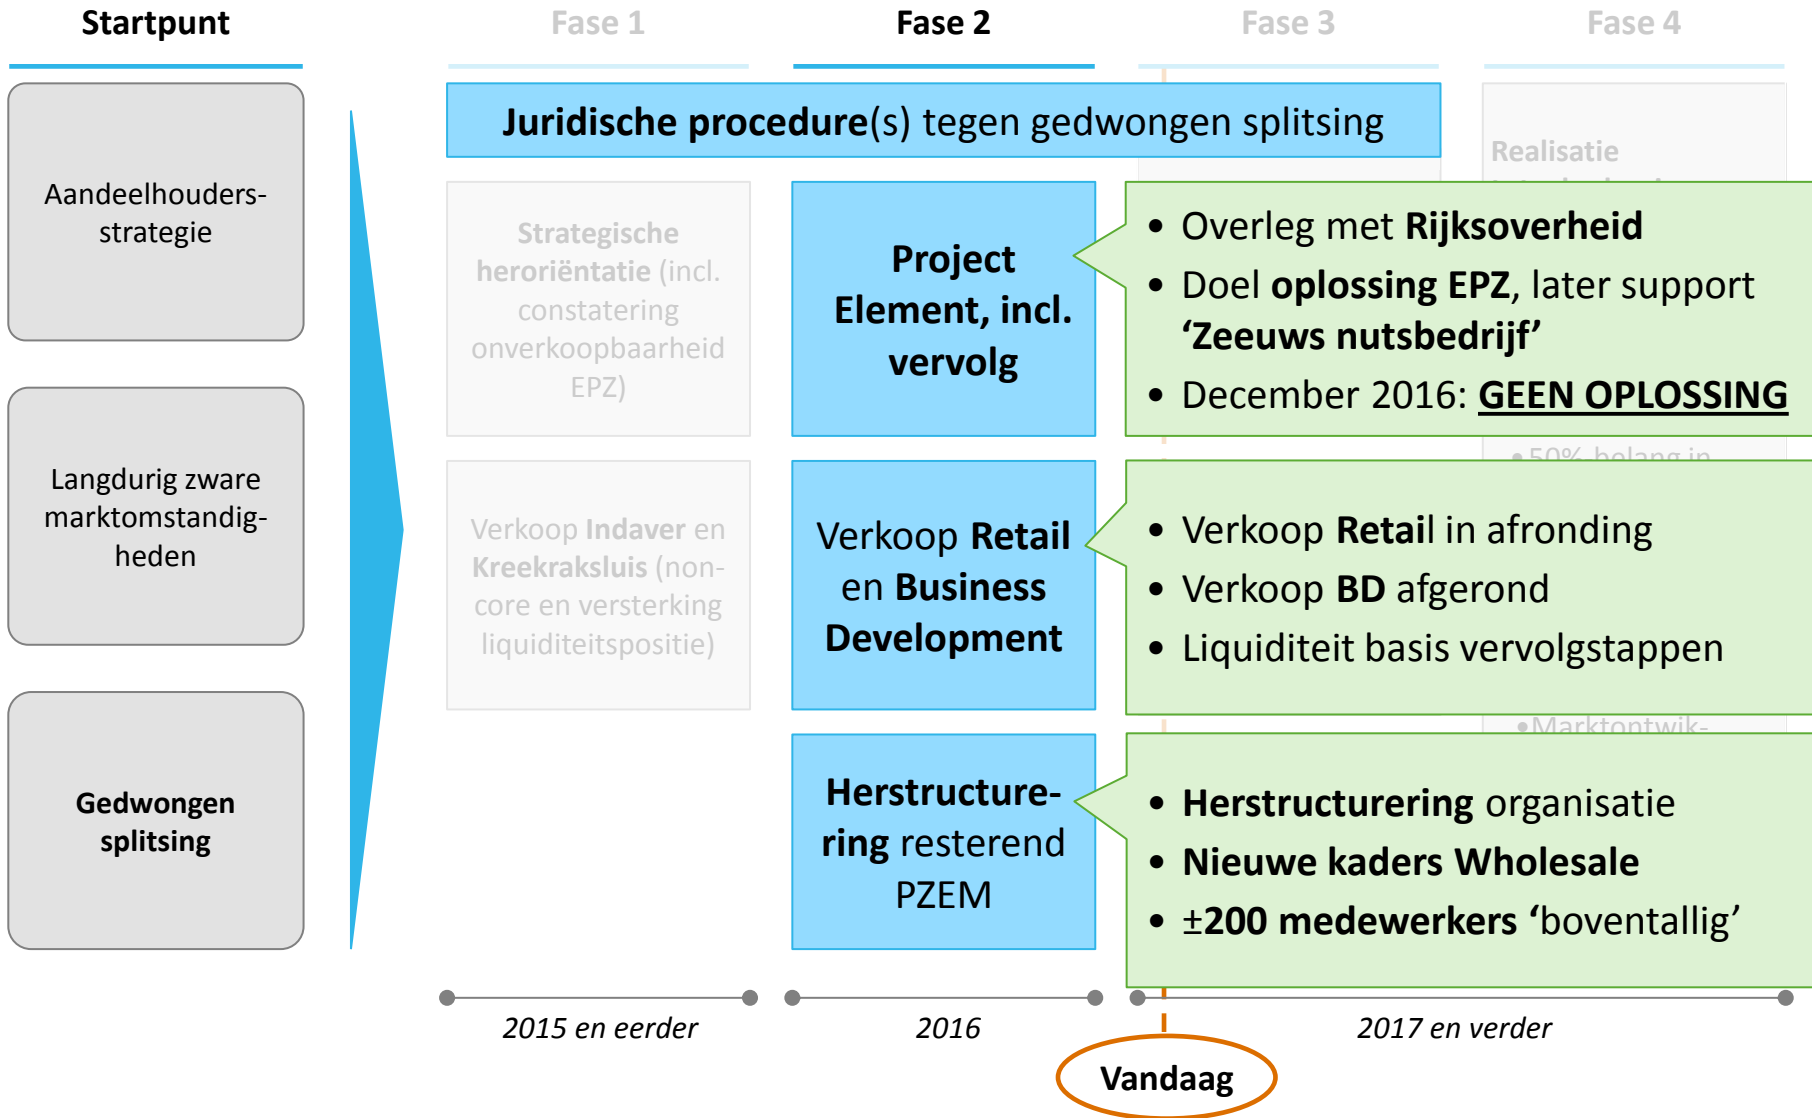 Startpunt
Fase 1
Fase 2
Fase 3
Fase 4
Aandeelhouders-
strategie
Langdurig zware
marktomstandig-
heden
Gedwongen
splitsing
Juridische procedure(s) tegen gedwongen splitsing
Strategische
heroriëntatie (incl.
constatering
onverkoopbaarheid
EPZ)
Verkoop Indaver en
Kreekraksluis (non-
core en versterking
liquiditeitspositie)
Project
Element, incl.
vervolg
Verkoop Retail
en Business
Development
Herstructure-
ring resterend
PZEM
Realisatie
• Overleg met Rijksoverheid
• Doel oplossing EPZ, later support
‘Zeeuws nutsbedrijf’
• December 2016: GEEN OPLOSSING
•50%-belang in
• Verkoop Retail in afronding
• Verkoop BD afgerond
• Liquiditeit basis vervolgstappen
•Marktontwik-
• Herstructurering organisatie
• Nieuwe kaders Wholesale
• ±200 medewerkers ‘boventallig’
2015 en eerder
2016
2017 en verder
Vandaag